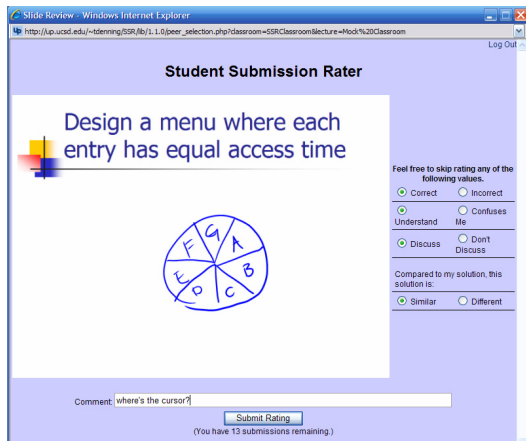 Slide Review - Windows Internet Explorer
http://up.ucsd.edu/~tdenning/SSR/lib/1.1.0/peer_selection.php?classroom=SSRClassroom&lecture=Mock%20Classroom
Log Out
Student Submission Rater
Design a menu where each
entry has equal access time
G
F
A
E
B
D
C
Feel free to skip rating any of the
following values.
Correct Incorrect
Understand
Confuses
Me
Discuss
Don't
Discuss
Compared to my solution, this
solution is:
Similar Different
Comment: where's the cursor?
Submit Rating
(You have 13 submissions remaining.)